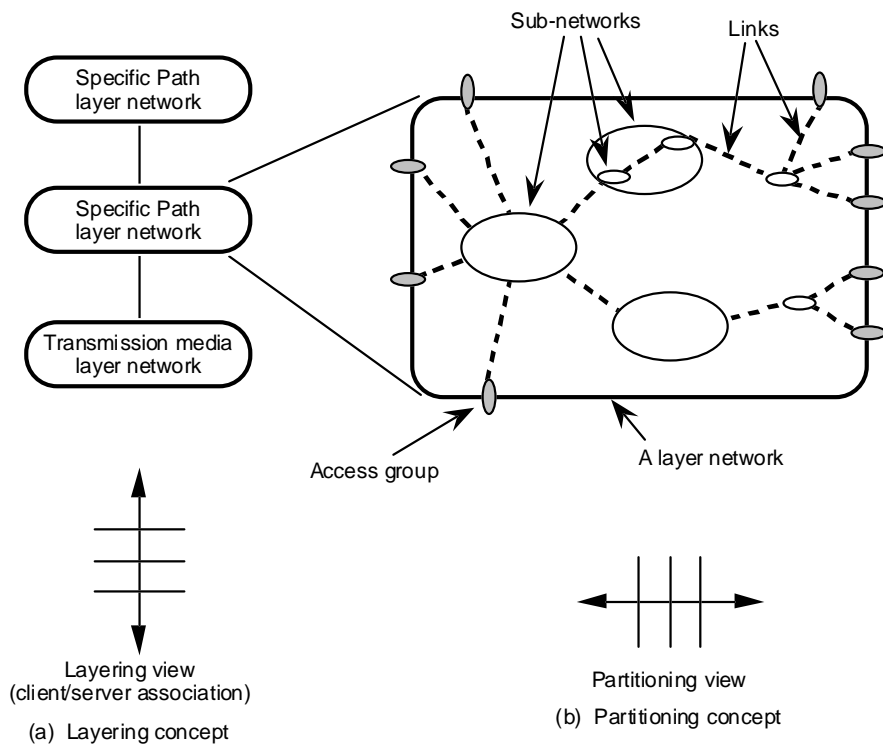 Sub-networks
Links
Specific Path
layer network
Specific Path
layer network
Transmission media
layer network
Access group
A layer network
Layering view
(client/server association)
(a) Layering concept
Partitioning view
(b) Partitioning concept